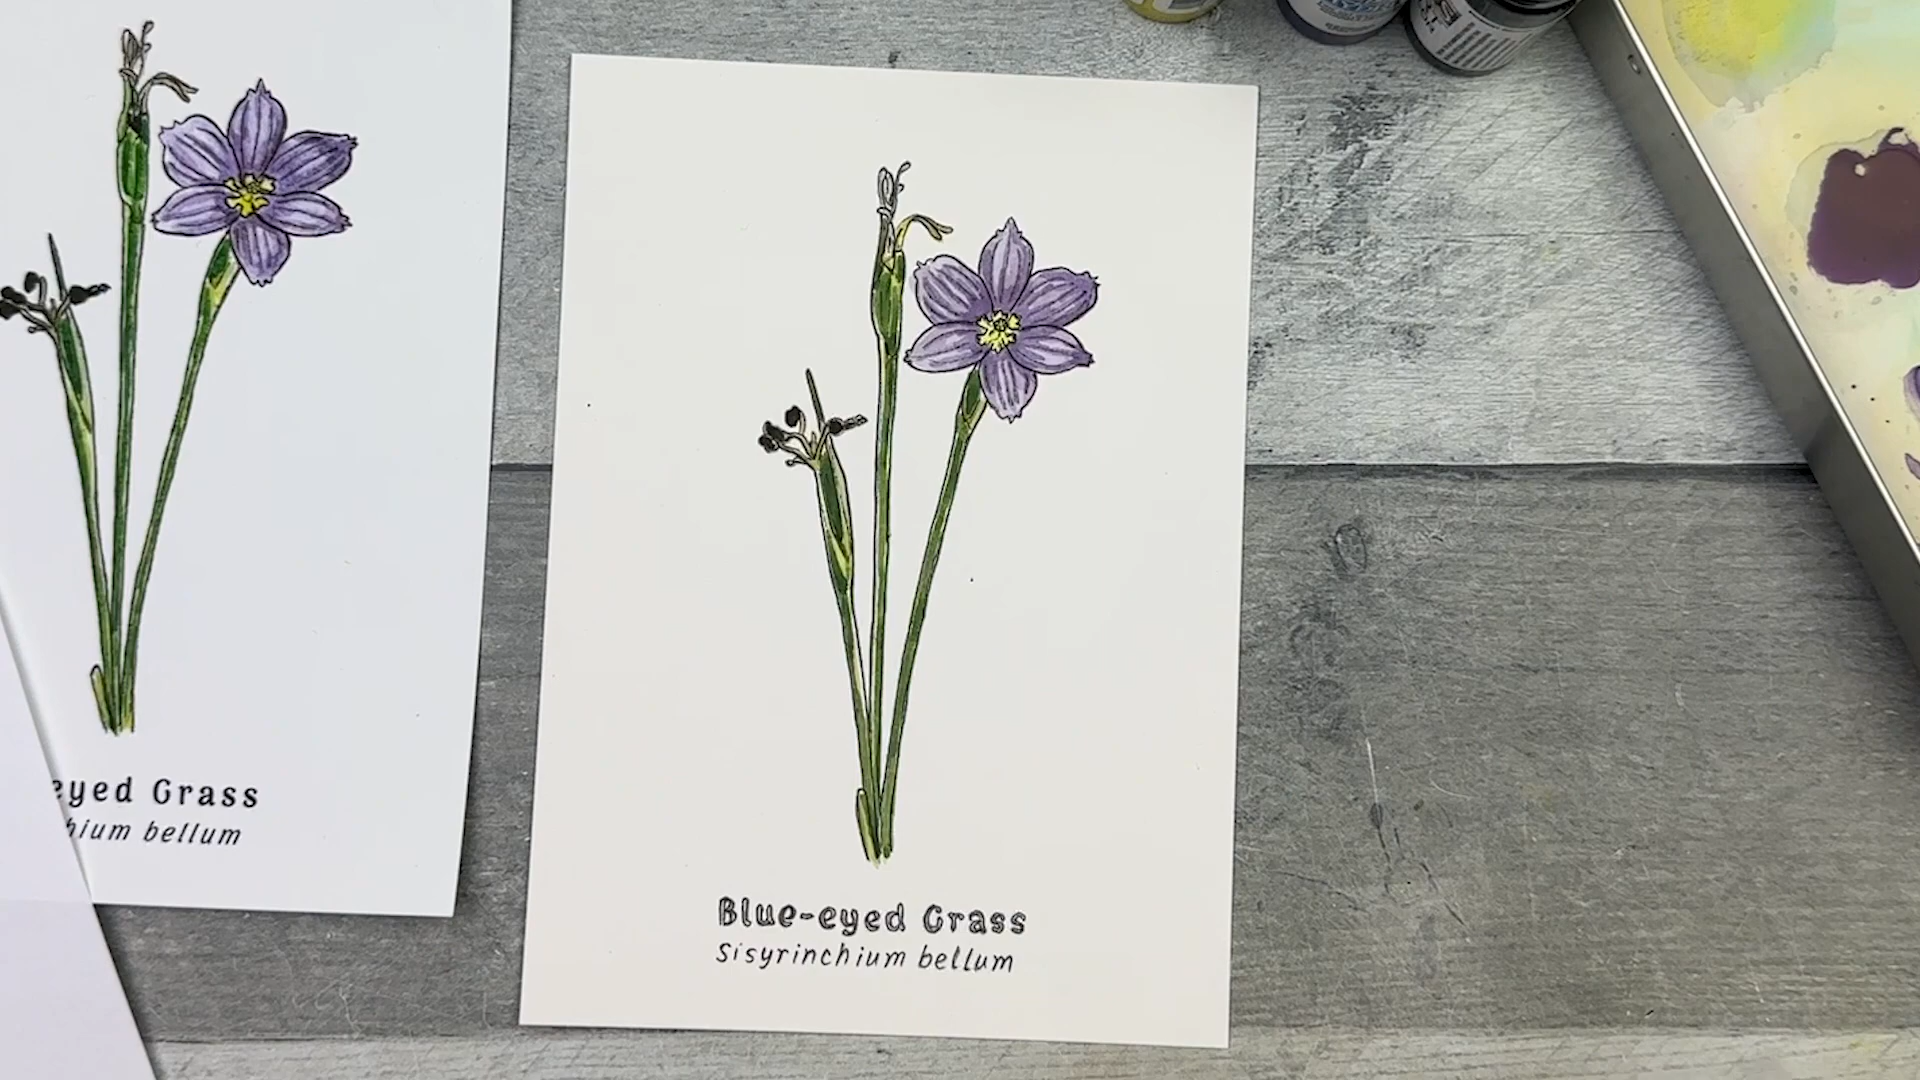 eyed Grass
hium bellum
Blue-eyed Grass
Sisyrinchium bellum